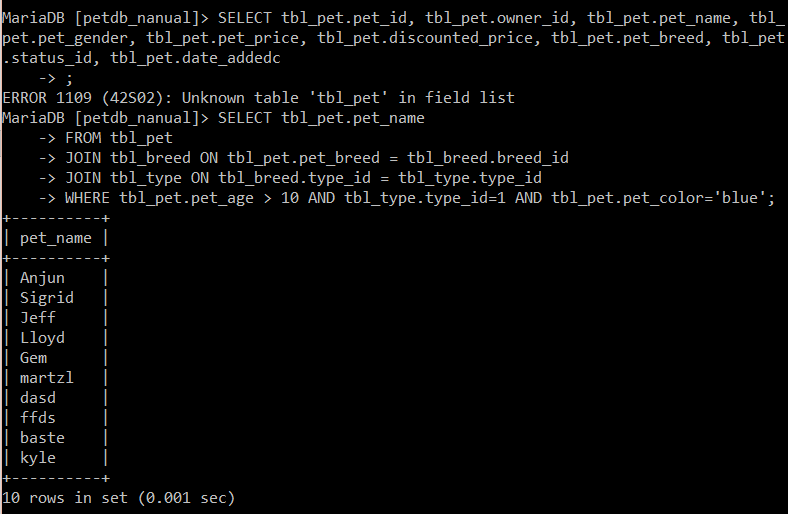 MariaDB [petdb_nanual]> SELECT tbl_pet.pet_id, tbl_pet.owner_id, tbl_pet.pet_name, tbl_
pet.pet_gender, tbl_pet.pet_price, tbl_pet.discounted_price, tbl_pet.pet_breed, tbl_pet
.status_id, tbl_pet.date_addedc
    -> ;
ERROR 1109 (42S02): Unknown table 'tbl_pet' in field list
MariaDB [petdb_nanual]> SELECT tbl_pet.pet_name
    -> FROM tbl_pet
    -> JOIN tbl_breed ON tbl_pet.pet_breed = tbl_breed.breed_id
    -> JOIN tbl_type ON tbl_breed.type_id = tbl_type.type_id
    -> WHERE tbl_pet.pet_age > 10 AND tbl_type.type_id=1 AND tbl_pet.pet_color='blue';
+----------+
| pet_name |
+----------+
| Anjun    |
| Sigrid   |
| Jeff     |
| Lloyd    |
| Gem      |
| martzl   |
| dasd     |
| ffds     |
| baste    |
| kyle     |
+----------+
10 rows in set (0.001 sec)